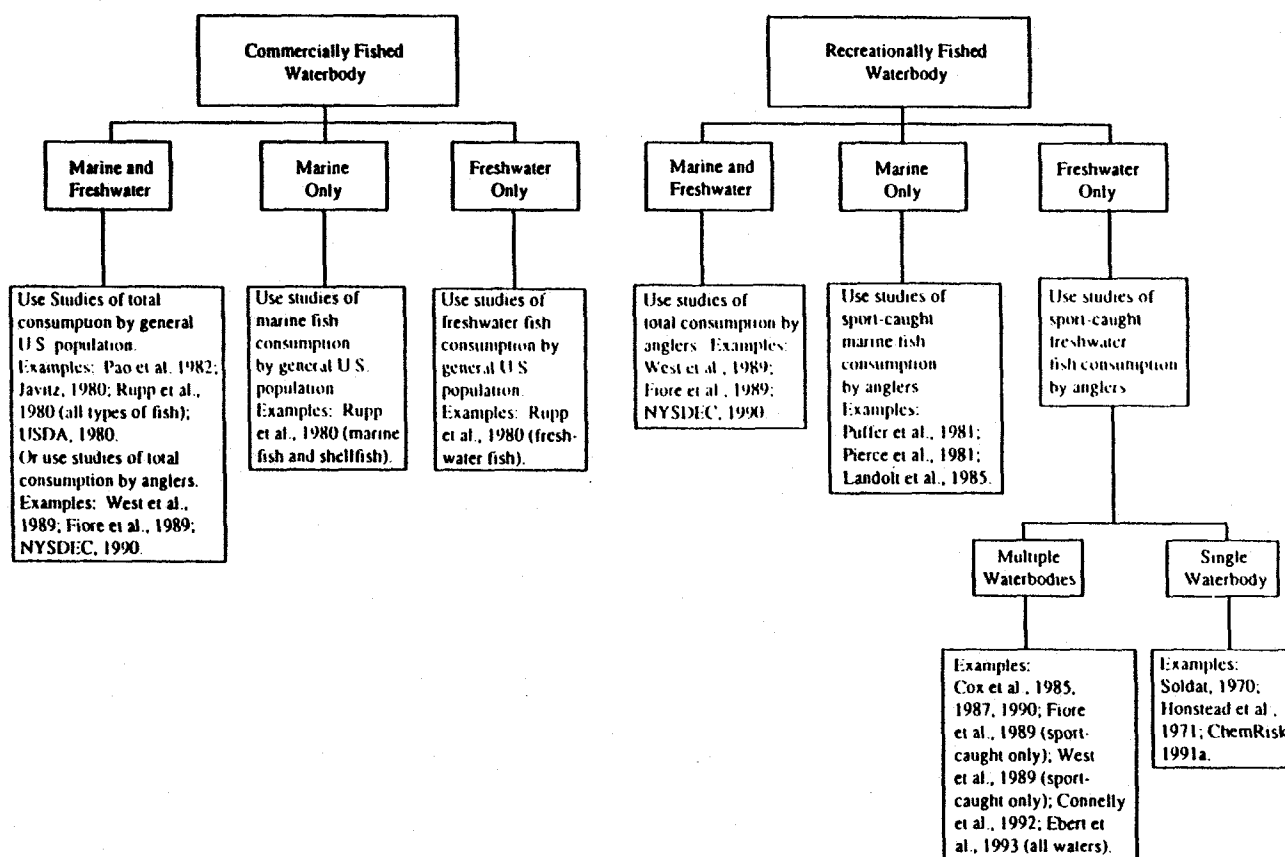 Commercially Fished
Waterbody
Recreationally Fished
Waterbody
Marine and
Freshwater
Marine
Only
Freshwater
Only
Marine and
Freshwater
Marine
Only
Freshwater
Only
Use Studies of total
consumption by general
U.S. population.
Examples: Pao et al. 1982;
Javitz, 1980; Rupp et al.,
1980 (all types of fish);
USDA, 1980.
Or use studies of total
consumption by anglers.
Examples: West et al.,
1989; Fiore et al., 1989;
NYSDEC, 1990.
Use studies of
marine fish
consumption
by general U.S.
population
Examples: Rupp
et al., 1980 (marine
fish and shellfish).
Use studies of
freshwater fish
consumption by
general U.S
population.
Examples: Rupp
et al., 1980 (fresh-
water fish).
Use studies of
total consumption by
anglers Examples:
West et al , 1989;
Fiore et al., 1989;
NYSDEC, 1990
Use studies of
sport-caught
marine fish
consumption
by anglers
Examples:
Puffer et al., 1981;
Pierce et al., 1981;
Landolt et al., 1985.
Use studies of
sport-caught
freshwater
fish consumption
by anglers
Multiple
Waterbodies
Single
Waterbody
Examples:
Cox et al , 1985,
1987, 1990; Fiore
et al., 1989 (sport-
caught only); West
et al., 1989 (sport-
caught only); Connelly
et al., 1992; Ebert et
al., 1993 (all waters).
Examples:
Soldat, 1970;
Honstead et al ,
1971; ChemRisk
1991a.